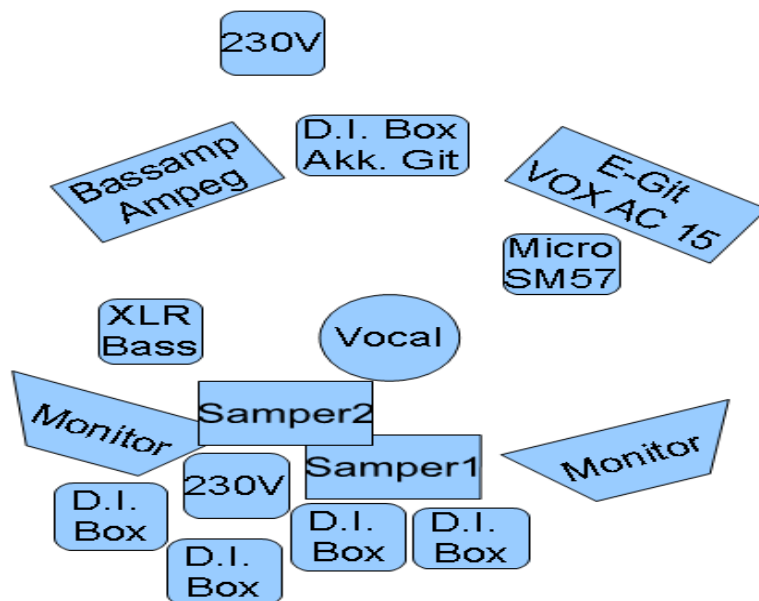 230V
D.I. Box
Akk. Git
Bassamp
Ampeg
E-Git
VOX AC 15
Micro
SM57
XLR
Bass
Vocal
Monitor
Samper2
Samper1
Monitor
230V
D.I.
Box
D.I.
Box
D.I.
Box
D.I.
Box